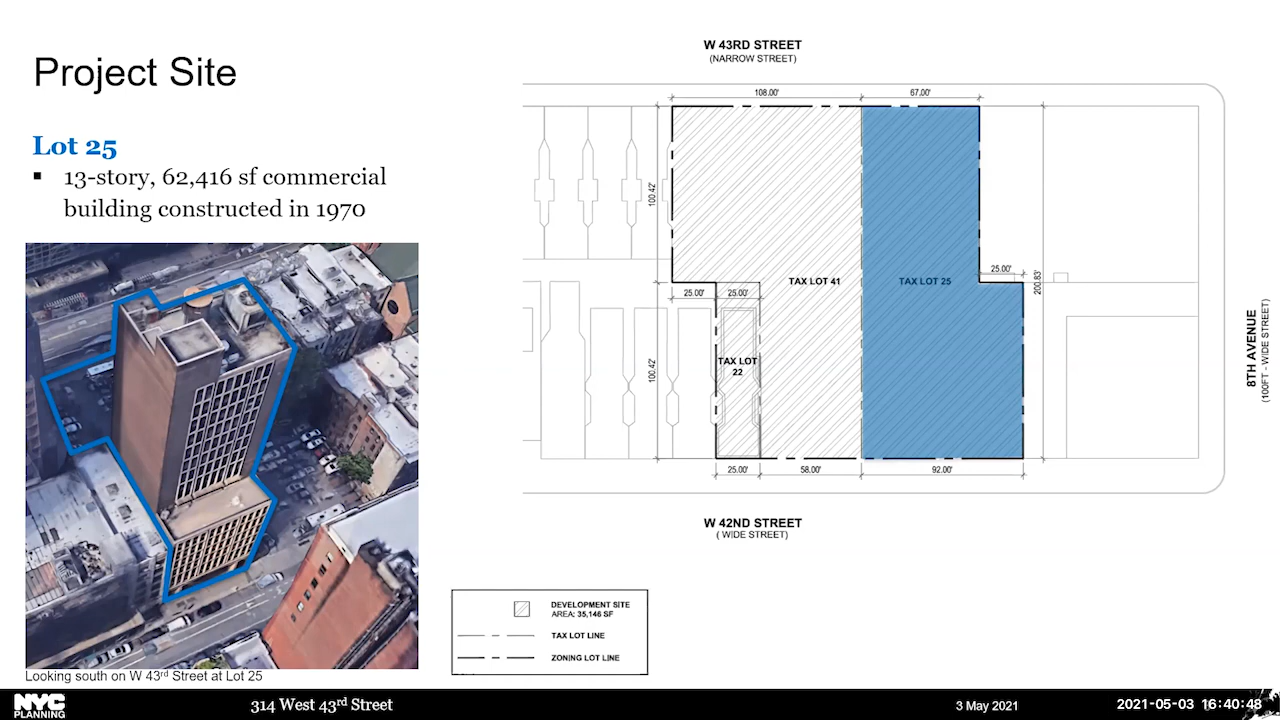 Project Site
Lot 25
▪ 13-story, 62,416 sf commercial
building constructed in 1970
Looking south on W 43rd Street at Lot 25
W 43RD STREET
(NARROW STREET)
108.00'
67.00'
100.42'
25.00'
TAX LOT 41
TAX LOT 25
200.83'
25.00'
25.00'
TAX LOT
22
100.42'
8TH AVENUE
(100FT - WIDE STREET)
25.00'
58.00'
92.00'
W 42ND STREET
( WIDE STREET)
DEVELOPMENT SITE
AREA: 35,146 SF
TAX LOT LINE
ZONING LOT LINE
NYC
PLANNING
314 West 43rd Street
3 May 2021
2021-05-03 16:40:48